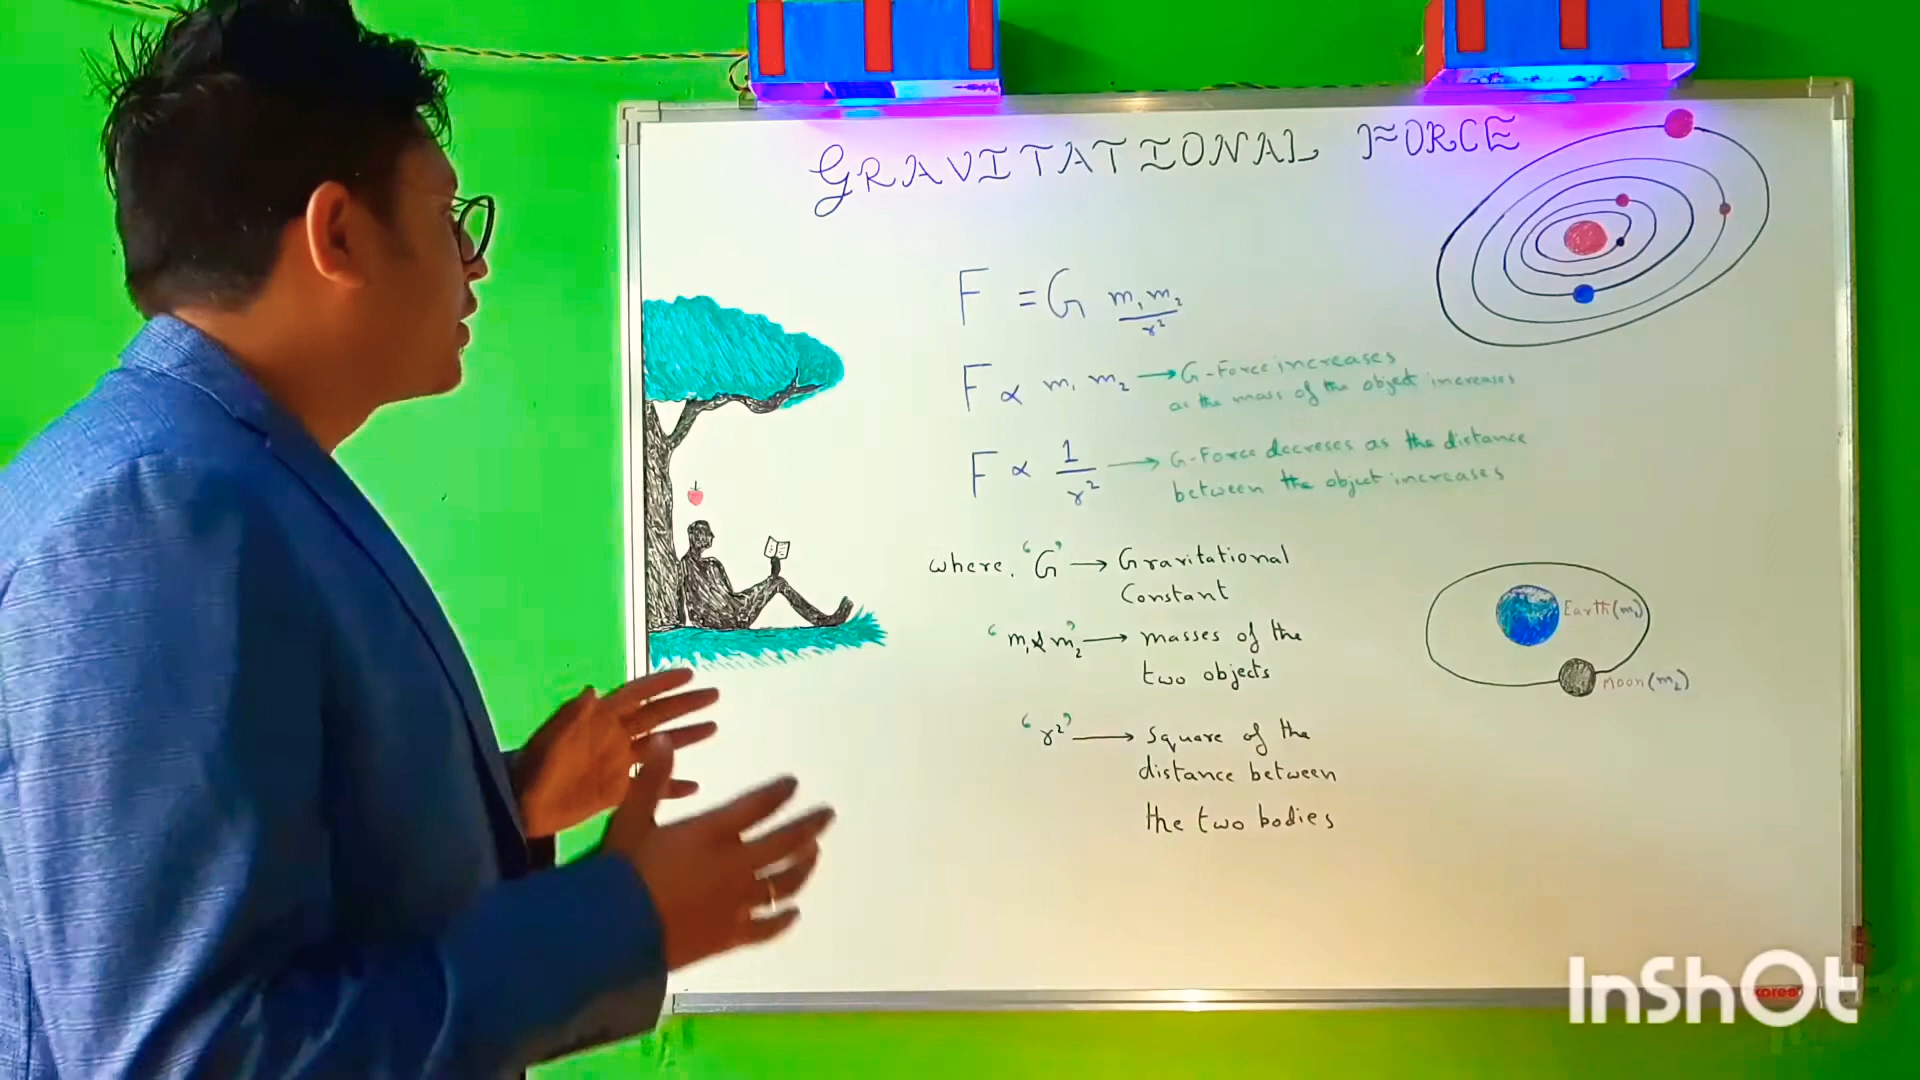 GRAVITATIONAL FORCE
F = G m₁m₂/r²
F ∝ m₁ m₂ → G-Force increases
as the mass of the object increases
F ∝ 1/r² → G-Force decreses as the distance
between the object increases
where, 'G' → Gravitational
Constant
'm₁ & m₂' → masses of the
two objects
'r²' → square of the
distance between
the two bodies
Earth(m₁)
Moon(m₂)
InShOt
kores